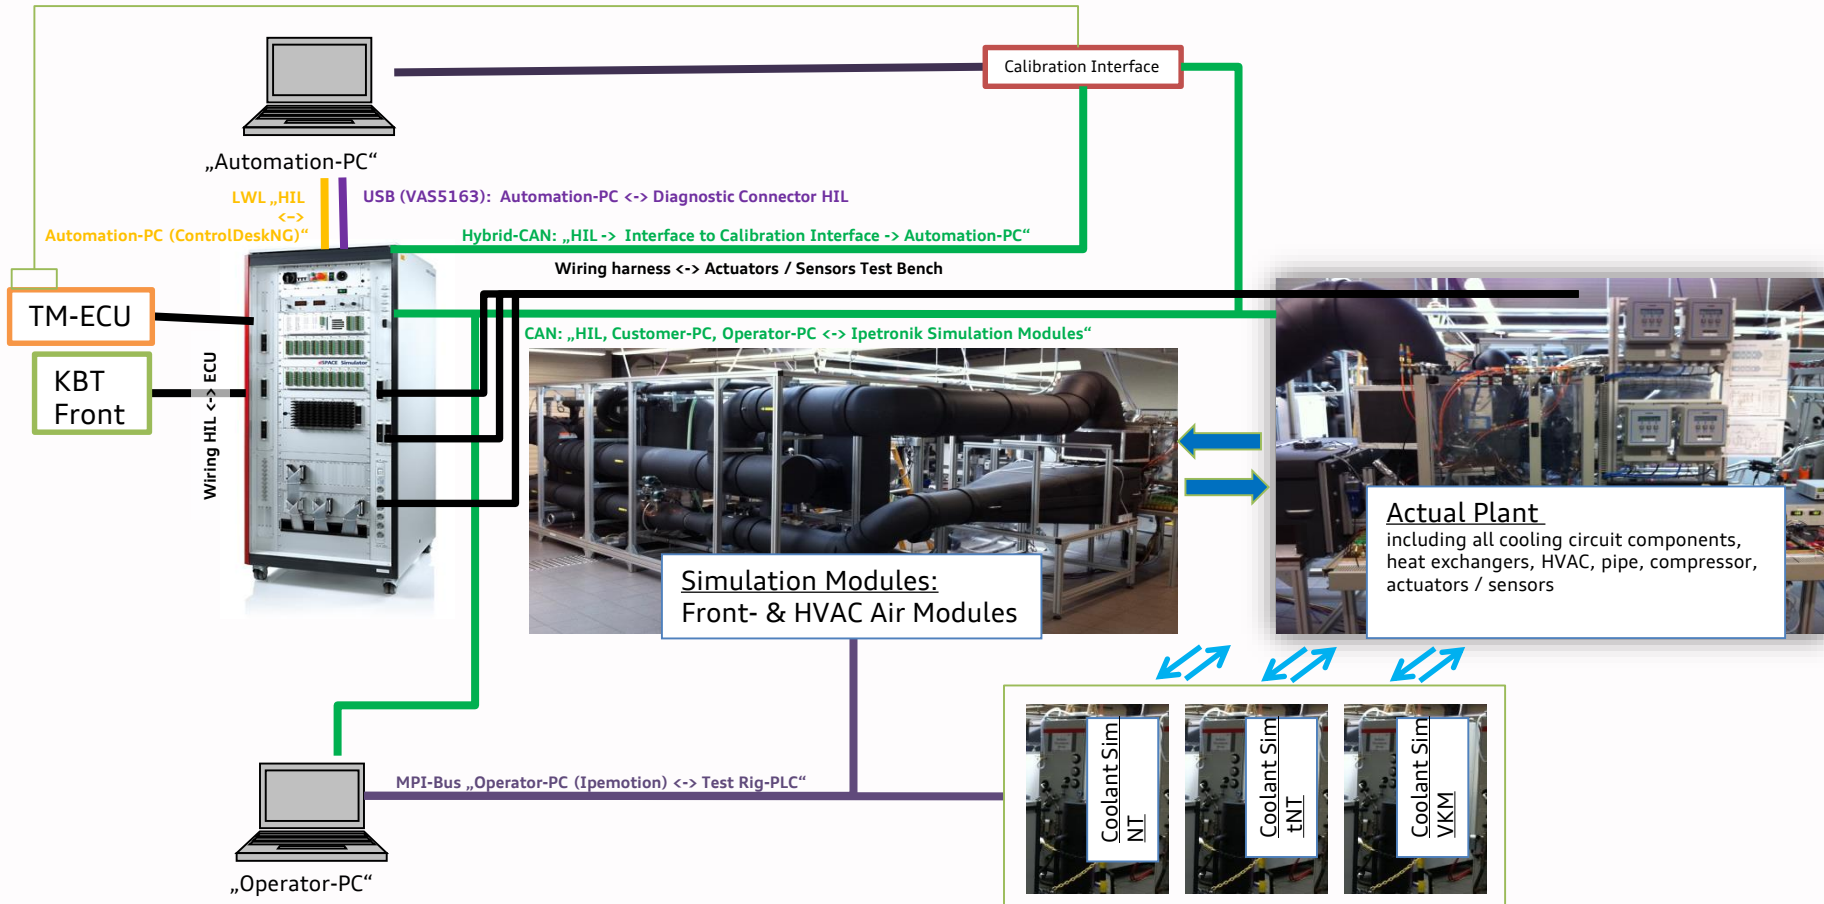 Calibration Interface
„Automation-PC“
LWL „HIL
<->
Automation-PC (ControlDeskNG)“
USB (VAS5163):  Automation-PC <-> Diagnostic Connector HIL
Hybrid-CAN: „HIL -> Interface to Calibration Interface -> Automation-PC“
Wiring harness <-> Actuators / Sensors Test Bench
TM-ECU
CAN: „HIL, Customer-PC, Operator-PC <-> Ipetronik Simulation Modules“
KBT
Front
Wiring HIL <-> ECU
dSPACE Simulator
Actual Plant
including all cooling circuit components,
heat exchangers, HVAC, pipe, compressor,
actuators / sensors
Simulation Modules:
Front- & HVAC Air Modules
Coolant Sim
NT
Coolant Sim
tNT
Coolant Sim
VKM
MPI-Bus „Operator-PC (Ipemotion) <-> Test Rig-PLC“
„Operator-PC“